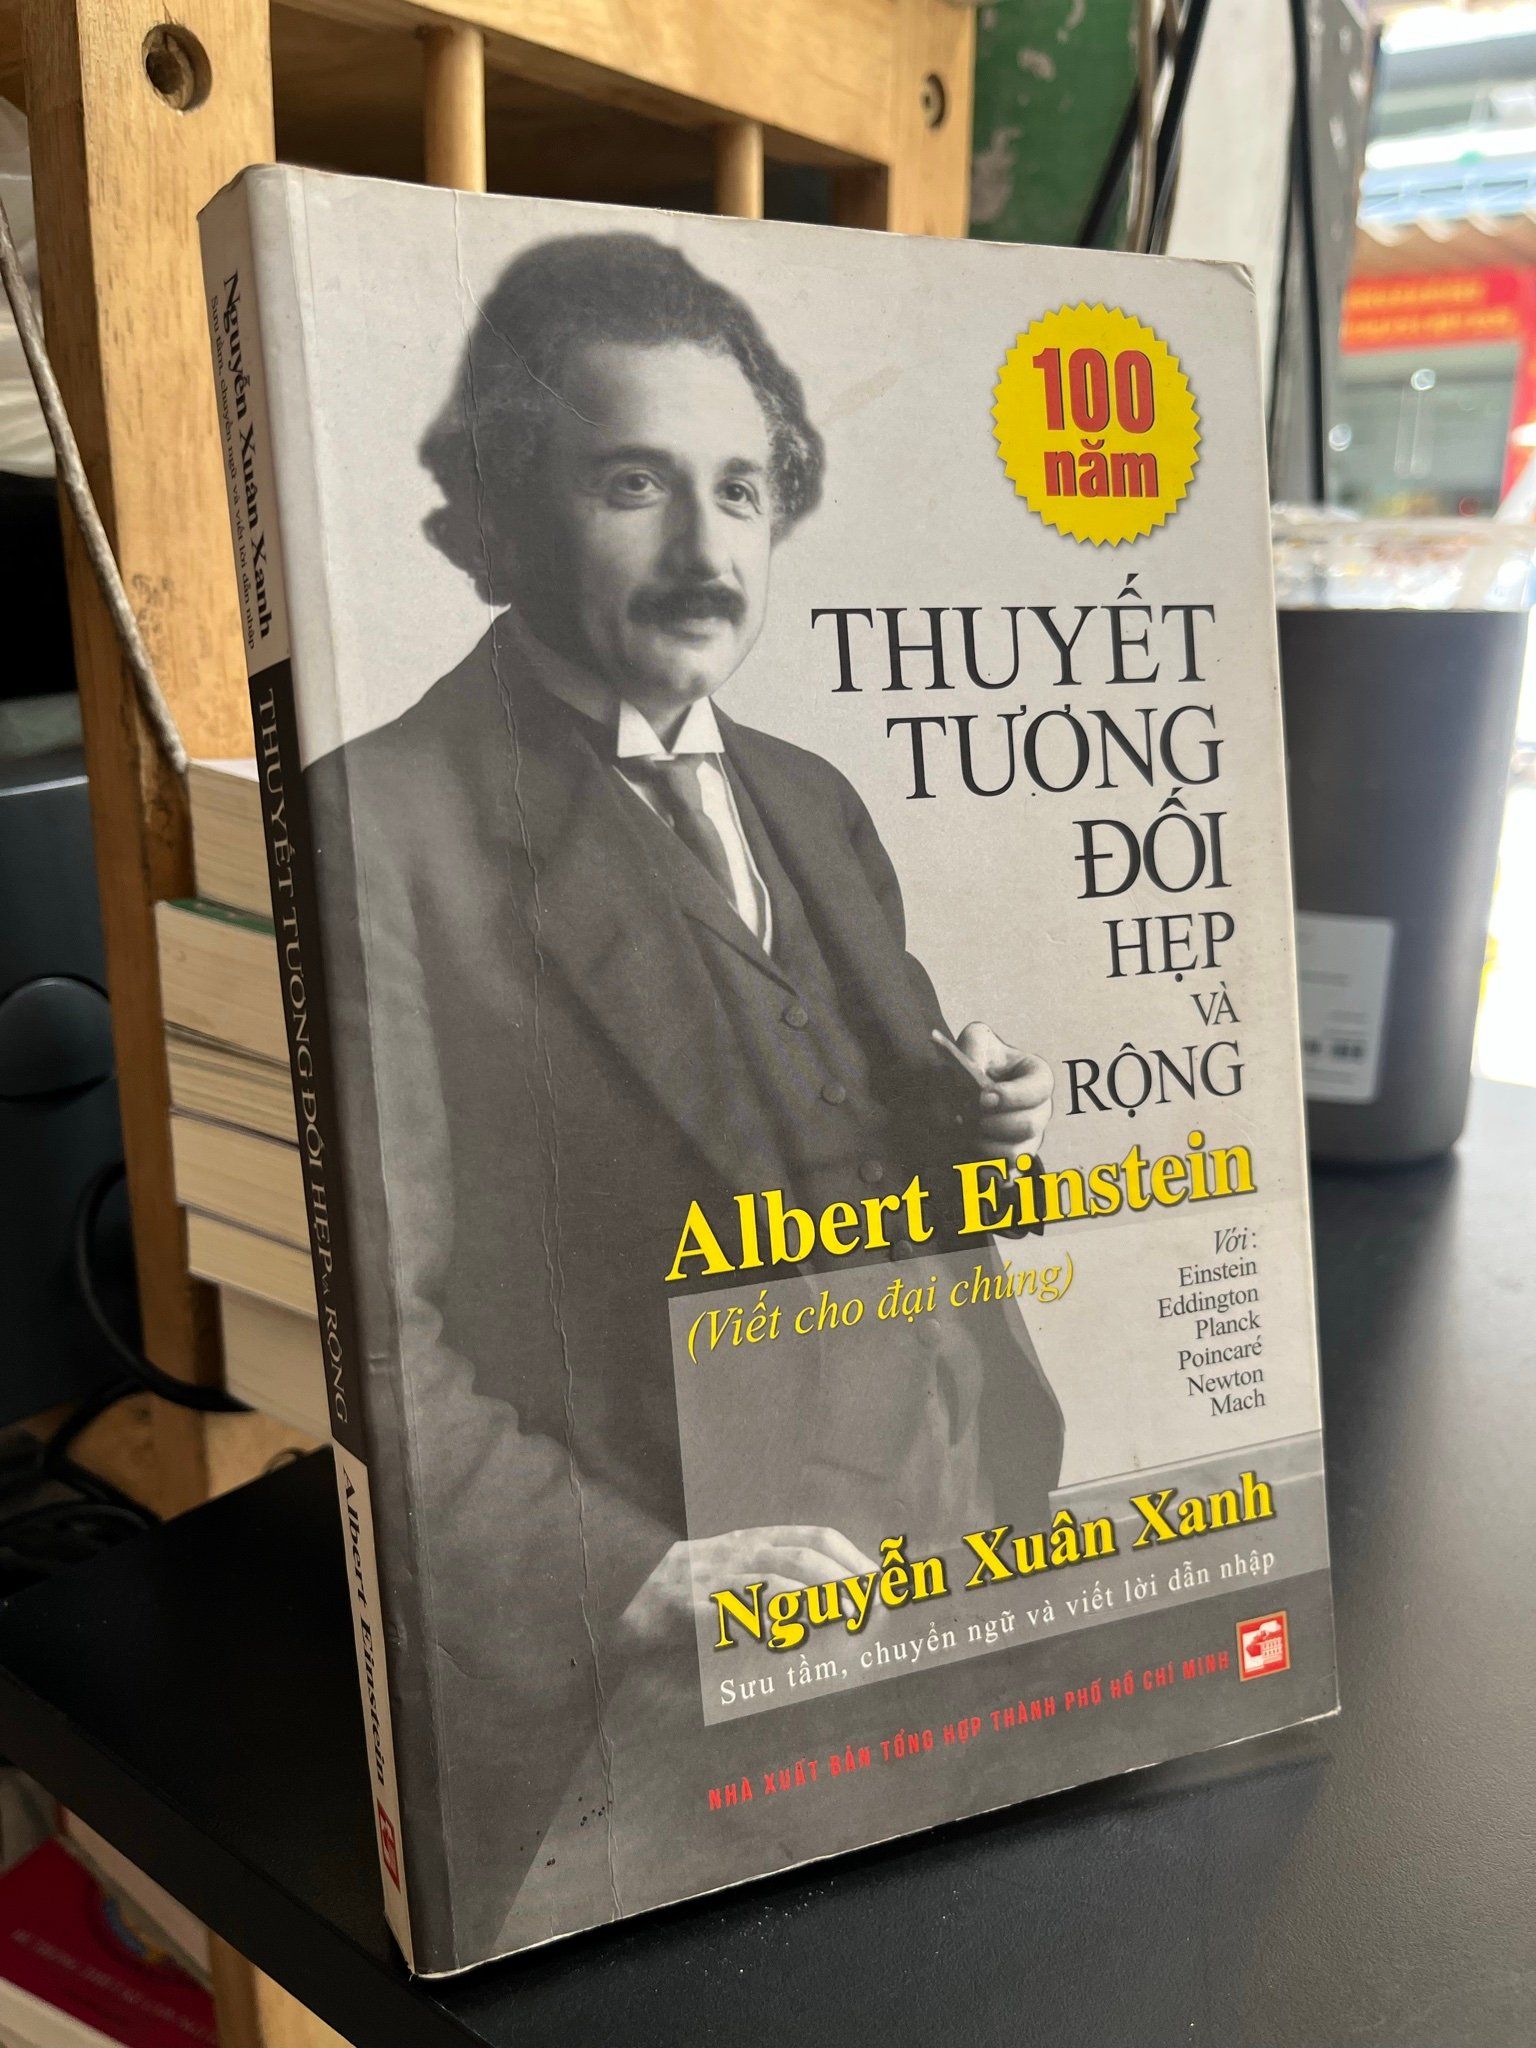 100
năm
THUYẾT
TƯƠNG
ĐỐI
HẸP
VÀ
RỘNG
Albert Einstein
(Viết cho đại chúng)
Với:
Einstein
Eddington
Planck
Poincaré
Newton
Mach
Nguyễn Xuân Xanh
Sưu tầm, chuyển ngữ và viết lời dẫn nhập
NHÀ XUẤT BẢN TỔNG HỢP THÀNH PHỐ HỒ CHÍ MINH
Nguyễn Xuân Xanh
Sưu tầm, chuyển ngữ và viết lời dẫn nhập
THUYẾT TƯƠNG ĐỐI HẸP VÀ RỘNG
Albert Einstein